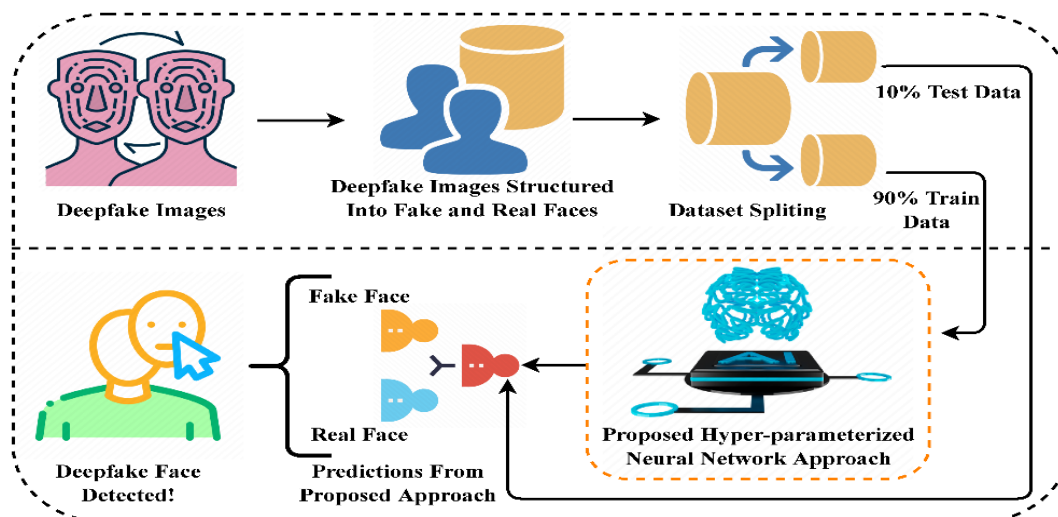 10% Test Data
Deepfake Images
Deepfake Images Structured
Into Fake and Real Faces
Dataset Spliting
90% Train
Data
Fake Face
Real Face
Deepfake Face
Detected!
Predictions From
Proposed Approach
AI
Proposed Hyper-parameterized
Neural Network Approach